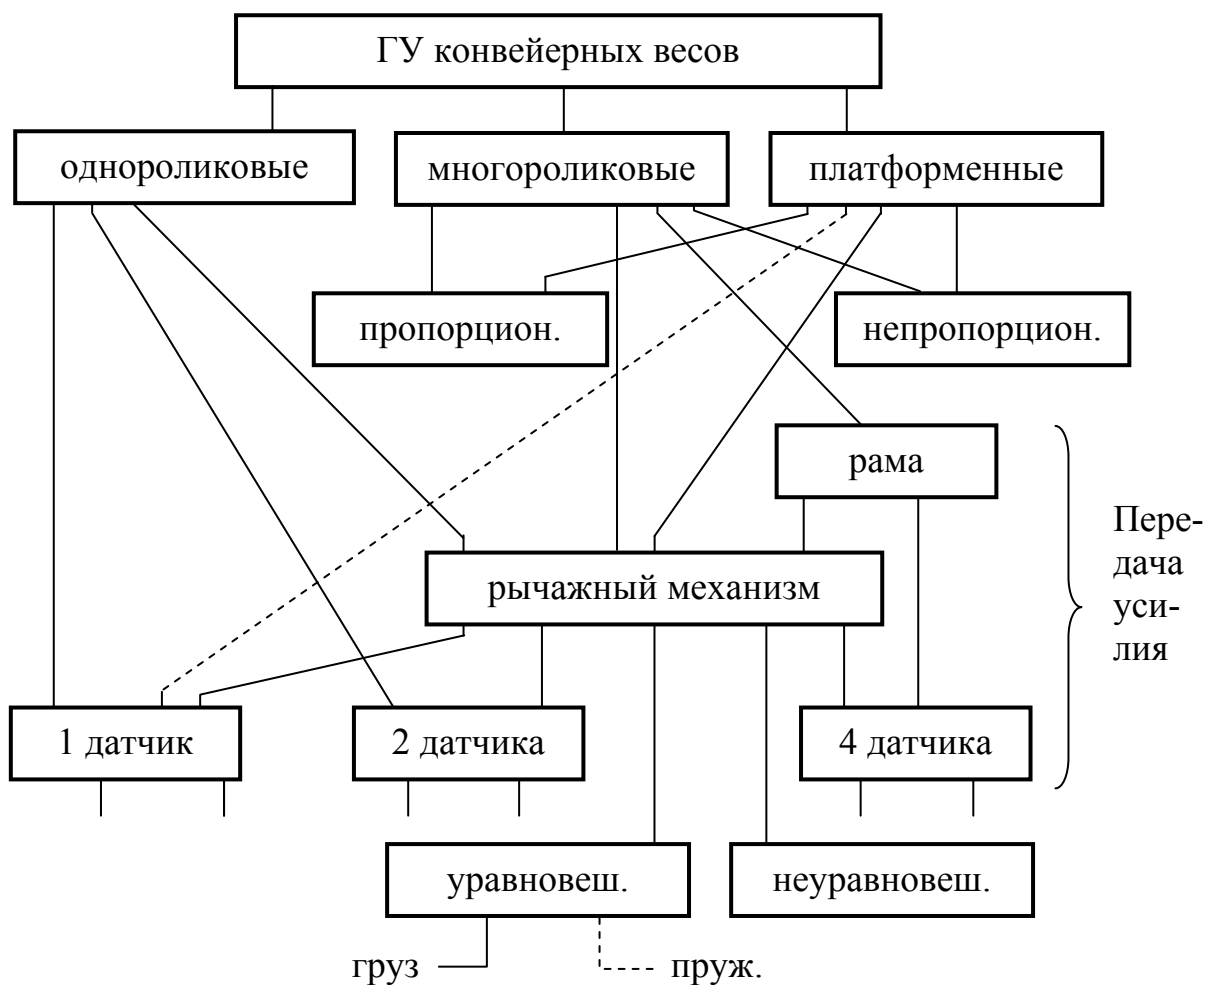 ГУ конвейерных весов
однороликовые
многороликовые
платформенные
пропорцион.
непропорцион.
рама
Пере-
дача
уси-
лия
рычажный механизм
1 датчик
2 датчика
4 датчика
уравновеш.
неуравновеш.
груз
пруж.